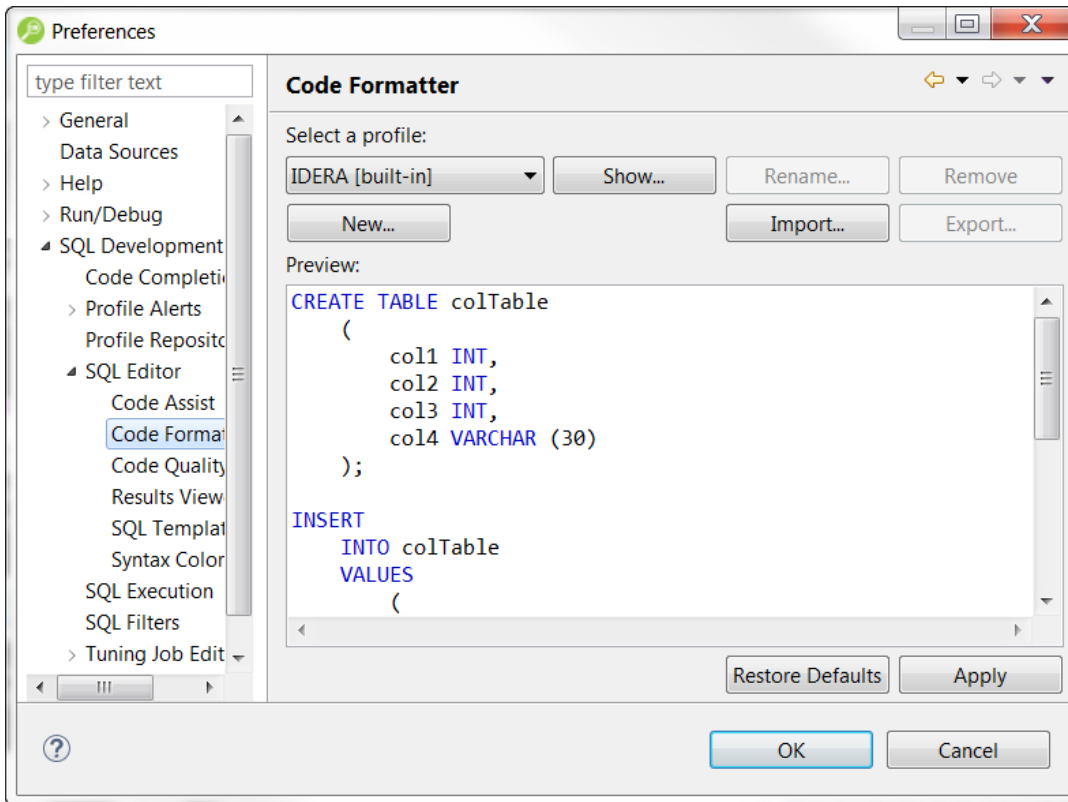 Preferences
type filter text
General
Data Sources
Help
Run/Debug
SQL Development
Code Completi
Profile Alerts
Profile Reposito
SQL Editor
Code Assist
Code Format
Code Quality
Results View
SQL Templat
Syntax Color
SQL Execution
SQL Filters
Tuning Job Edit
Code Formatter
Select a profile:
IDERA [built-in]
Show...
Rename...
Remove
New...
Import...
Export...
Preview:
CREATE TABLE colTable
(
col1 INT,
col2 INT,
col3 INT,
col4 VARCHAR (30)
);
INSERT
INTO colTable
VALUES
(
Restore Defaults
Apply
?
OK
Cancel